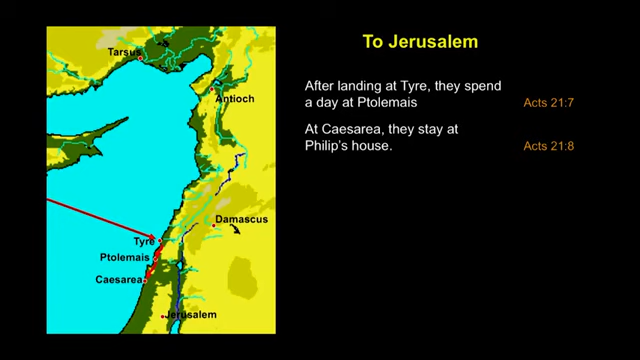 To Jerusalem
After landing at Tyre, they spend
a day at Ptolemais
Acts 21:7
At Caesarea, they stay at
Philip's house.
Acts 21:8
Tarsus
Antioch
Damascus
Tyre
Ptolemais
Caesarea
Jerusalem